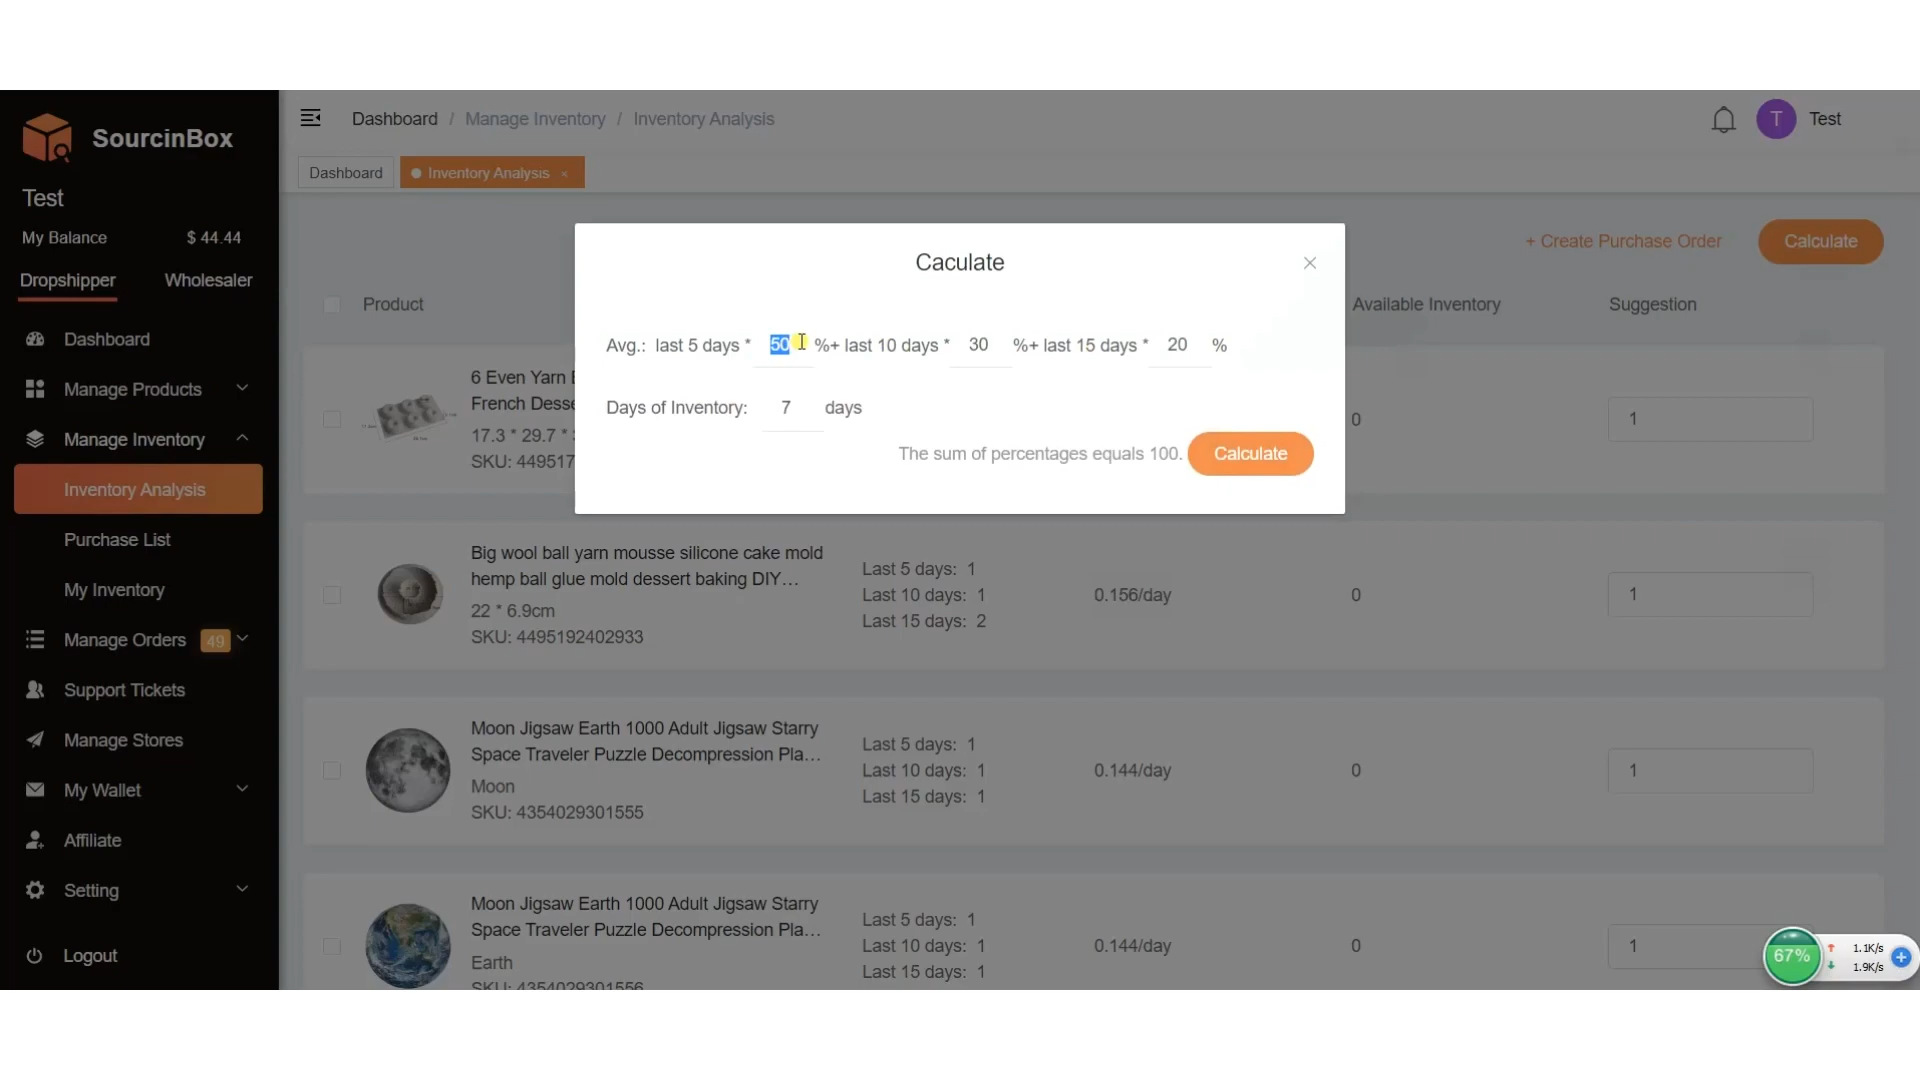 SourcinBox
Test
My Balance $ 44.44
Dropshipper Wholesaler
Dashboard
Manage Products
Manage Inventory
Inventory Analysis
Purchase List
My Inventory
Manage Orders 49
Support Tickets
Manage Stores
My Wallet
Affiliate
Setting
Logout
Dashboard / Manage Inventory / Inventory Analysis
T Test
Dashboard Inventory Analysis ×
+ Create Purchase Order Calculate
Product Available Inventory Suggestion
Caculate
Avg.: last 5 days * 50 %+ last 10 days * 30 %+ last 15 days * 20 %
Days of Inventory: 7 days
The sum of percentages equals 100. Calculate
6 Even Yarn
French Desse
17.3 * 29.7 *
SKU: 449517
0
1
Big wool ball yarn mousse silicone cake mold
hemp ball glue mold dessert baking DIY…
22 * 6.9cm
SKU: 4495192402933
Last 5 days: 1
Last 10 days: 1
Last 15 days: 2
0.156/day
0
1
Moon Jigsaw Earth 1000 Adult Jigsaw Starry
Space Traveler Puzzle Decompression Pla…
Moon
SKU: 4354029301555
Last 5 days: 1
Last 10 days: 1
Last 15 days: 1
0.144/day
0
1
Moon Jigsaw Earth 1000 Adult Jigsaw Starry
Space Traveler Puzzle Decompression Pla…
Earth
SKU: 4354029301556
Last 5 days: 1
Last 10 days: 1
Last 15 days: 1
0.144/day
0
1
67%
1.1K/s
1.9K/s